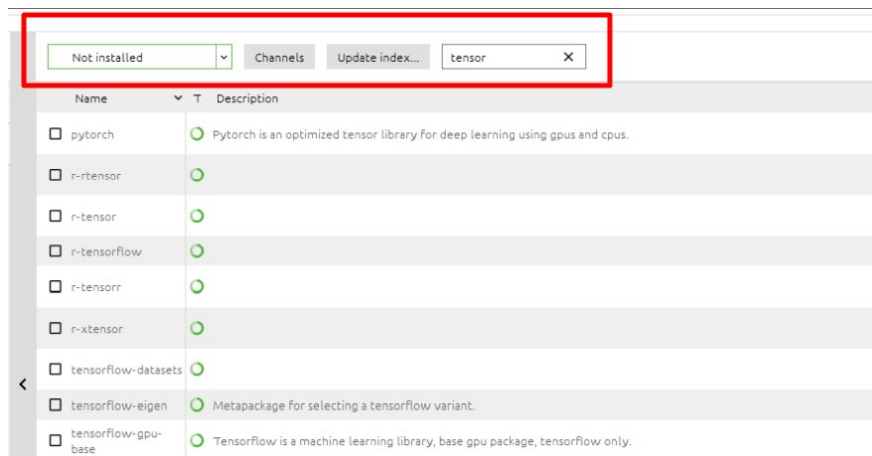 Not installed Channels Update index... tensor
Name T Description
pytorch Pytorch is an optimized tensor library for deep learning using gpus and cpus.
r-rtensor
r-tensor
r-tensorflow
r-tensorr
r-xtensor
tensorflow-datasets
tensorflow-eigen Metapackage for selecting a tensorflow variant.
tensorflow-gpu-
base Tensorflow is a machine learning library, base gpu package, tensorflow only.